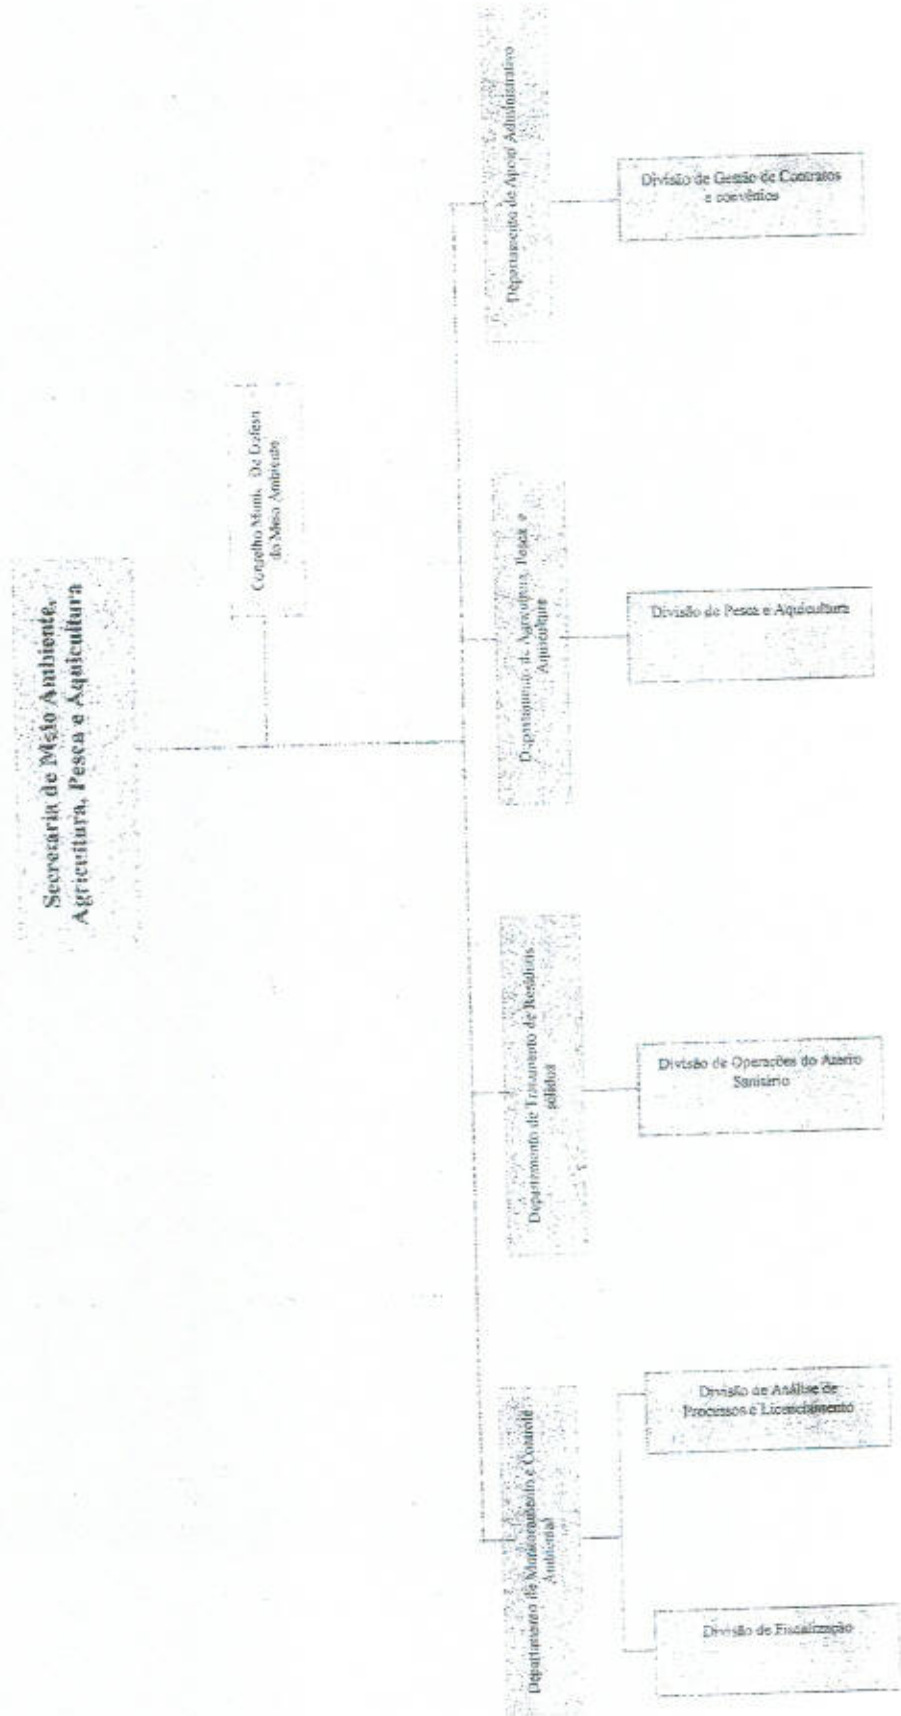 Secretaria de Meio Ambiente,
Agricultura, Pesca e Aquicultura
Conselho Muni. De Defesa
do Meio Ambiente
Departamento de Monitoramento e Controle
Ambiental
Departamento de Tratamento de Resíduos
sólidos
Departamento de Agricultura, Pesca e
Aquicultura
Departamento de Apoio Administrativo
Divisão de Fiscalização
Divisão de Análise de
Processos e Licenciamento
Divisão de Operações do Aterro
Sanitário
Divisão de Pesca e Aquicultura
Divisão de Gestão de Contratos
e convênios